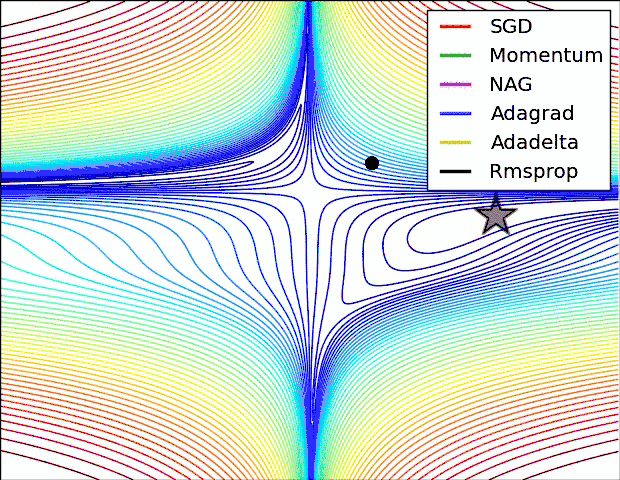 SGD
Momentum
NAG
Adagrad
Adadelta
Rmsprop